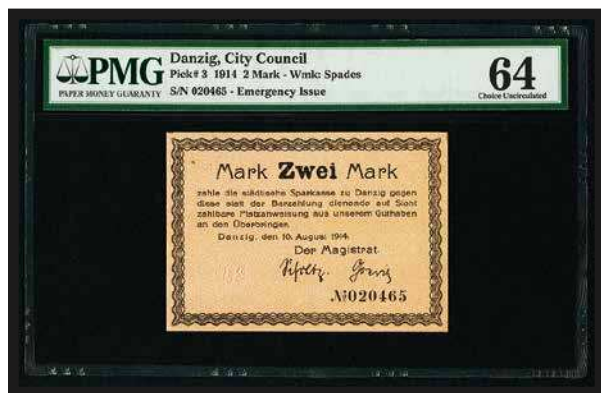 PMG
PAPER MONEY GUARANTY
Danzig, City Council
Pick# 3 1914 2 Mark - Wmk: Spades
S/N 020465 - Emergency Issue
64
Choice Uncirculated
Mark Zwei Mark
zahle die städtische Sparkasse zu Danzig gegen
diese statt der Barzahlung dienende auf Sicht
zahlbare Platzanweisung aus unserem Guthaben
an den Überbringer.
Danzig, den 10. August 1914.
Der Magistrat.
№020465